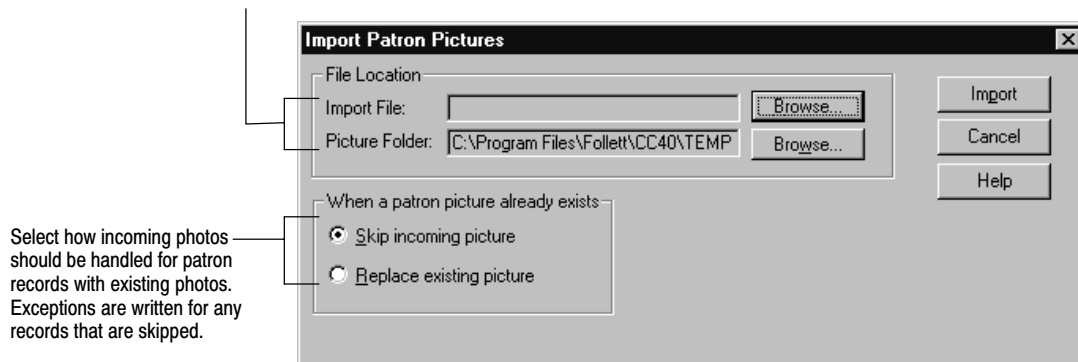 Import Patron Pictures
File Location
Import File:
Browse...
Import
Picture Folder:
C:\Program Files\Follett\CC40\TEMP
Browse...
Cancel
Help
When a patron picture already exists
Skip incoming picture
Replace existing picture
Select how incoming photos
should be handled for patron
records with existing photos.
Exceptions are written for any
records that are skipped.